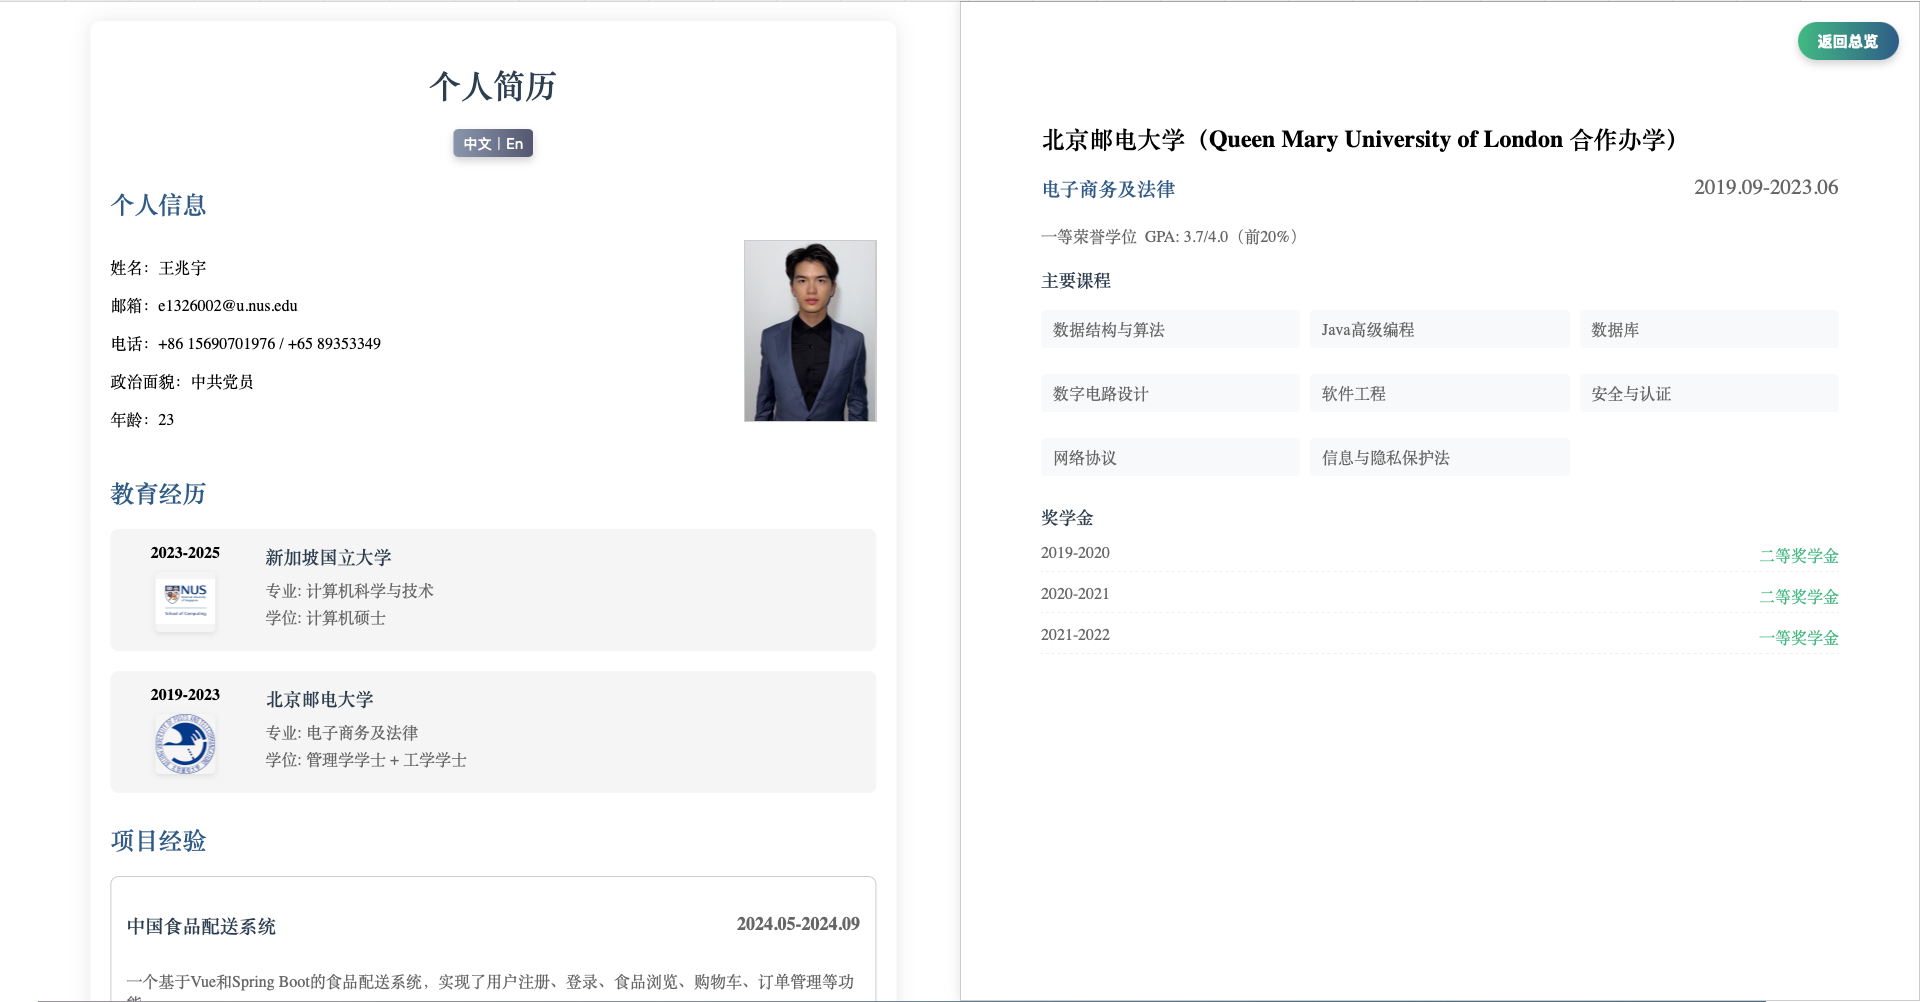 个人简历
中文 | En
个人信息
姓名：王兆宇
邮箱：e1326002@u.nus.edu
电话：+86 15690701976 / +65 89353349
政治面貌：中共党员
年龄：23
教育经历
2023-2025
新加坡国立大学
NUS
专业: 计算机科学与技术
学位: 计算机硕士
2019-2023
北京邮电大学
专业: 电子商务及法律
学位: 管理学学士 + 工学学士
项目经验
中国食品配送系统
2024.05-2024.09
一个基于Vue和Spring Boot的食品配送系统，实现了用户注册、登录、食品浏览、购物车、订单管理等功
返回总览
北京邮电大学（Queen Mary University of London 合作办学）
电子商务及法律
2019.09-2023.06
一等荣誉学位 GPA: 3.7/4.0（前20%）
主要课程
数据结构与算法
Java高级编程
数据库
数字电路设计
软件工程
安全与认证
网络协议
信息与隐私保护法
奖学金
2019-2020
二等奖学金
2020-2021
二等奖学金
2021-2022
一等奖学金